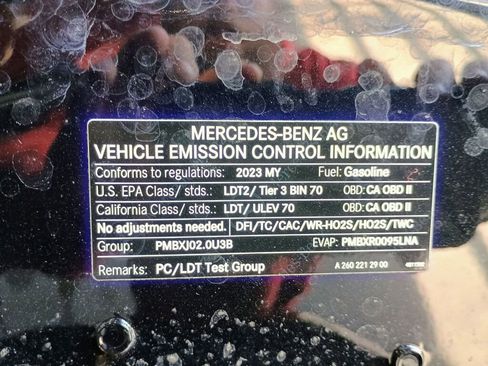 MERCEDES-BENZ AG
VEHICLE EMISSION CONTROL INFORMATION
Conforms to regulations: 2023 MY Fuel: Gasoline
U.S. EPA Class/ stds.: LDT2/ Tier 3 BIN 70 OBD: CA OBD II
California Class/ stds.: LDT/ ULEV 70 OBD: CA OBD II
No adjustments needed. DFI/TC/CAC/WR-HO2S/HO2S/TWC
Group: PMBXJ02.0U3B EVAP: PMBXR0095LNA
Remarks: PC/LDT Test Group A 260 221 29 00